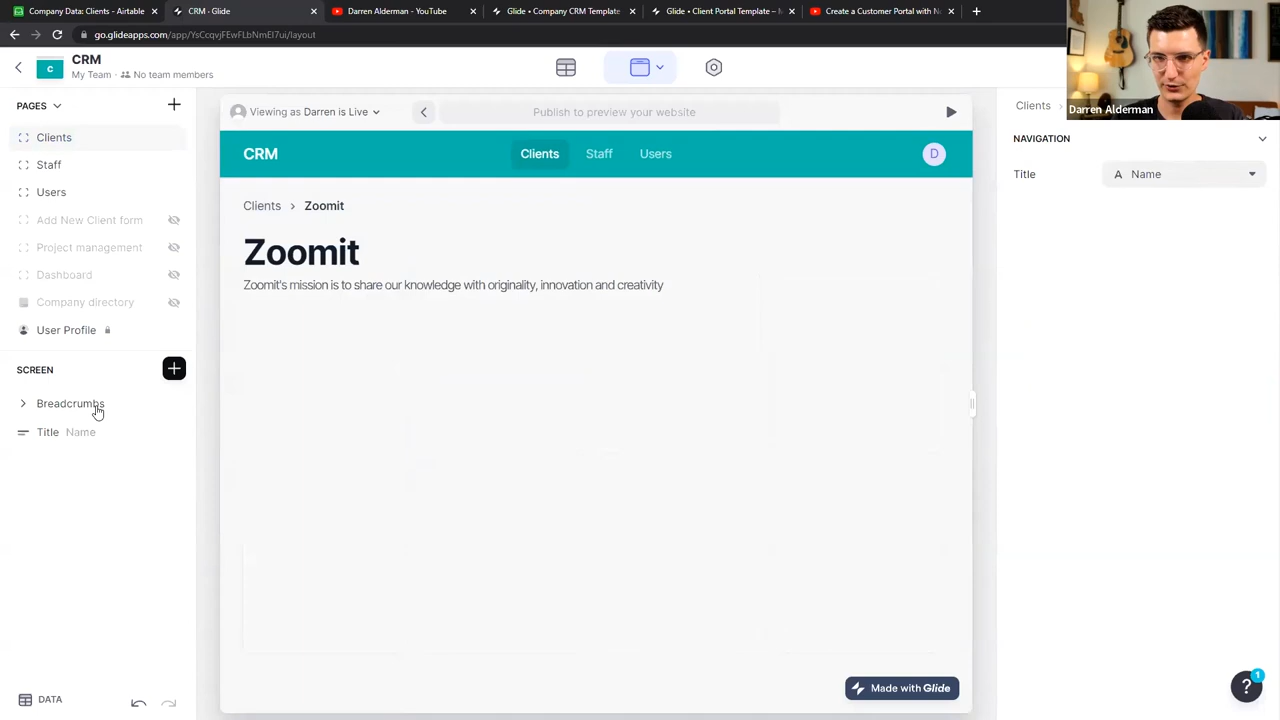 Company Data: Clients - Airtable
CRM · Glide
Darren Alderman - YouTube
Glide • Company CRM Template
Glide • Client Portal Template – M
Create a Customer Portal with N
go.glideapps.com/app/YsCcqvjFEwFLbNmEI7ui/layout
C
CRM
My Team No team members
PAGES
Clients
Staff
Users
Add New Client form
Project management
Dashboard
Company directory
User Profile
SCREEN
Breadcrumbs
Title Name
DATA
Viewing as Darren is Live
Publish to preview your website
CRM
Clients
Staff
Users
D
Clients > Zoomit
Zoomit
Zoomit's mission is to share our knowledge with originality, innovation and creativity
Made with Glide
Clients
NAVIGATION
Title
A Name
Darren Alderman
?
1